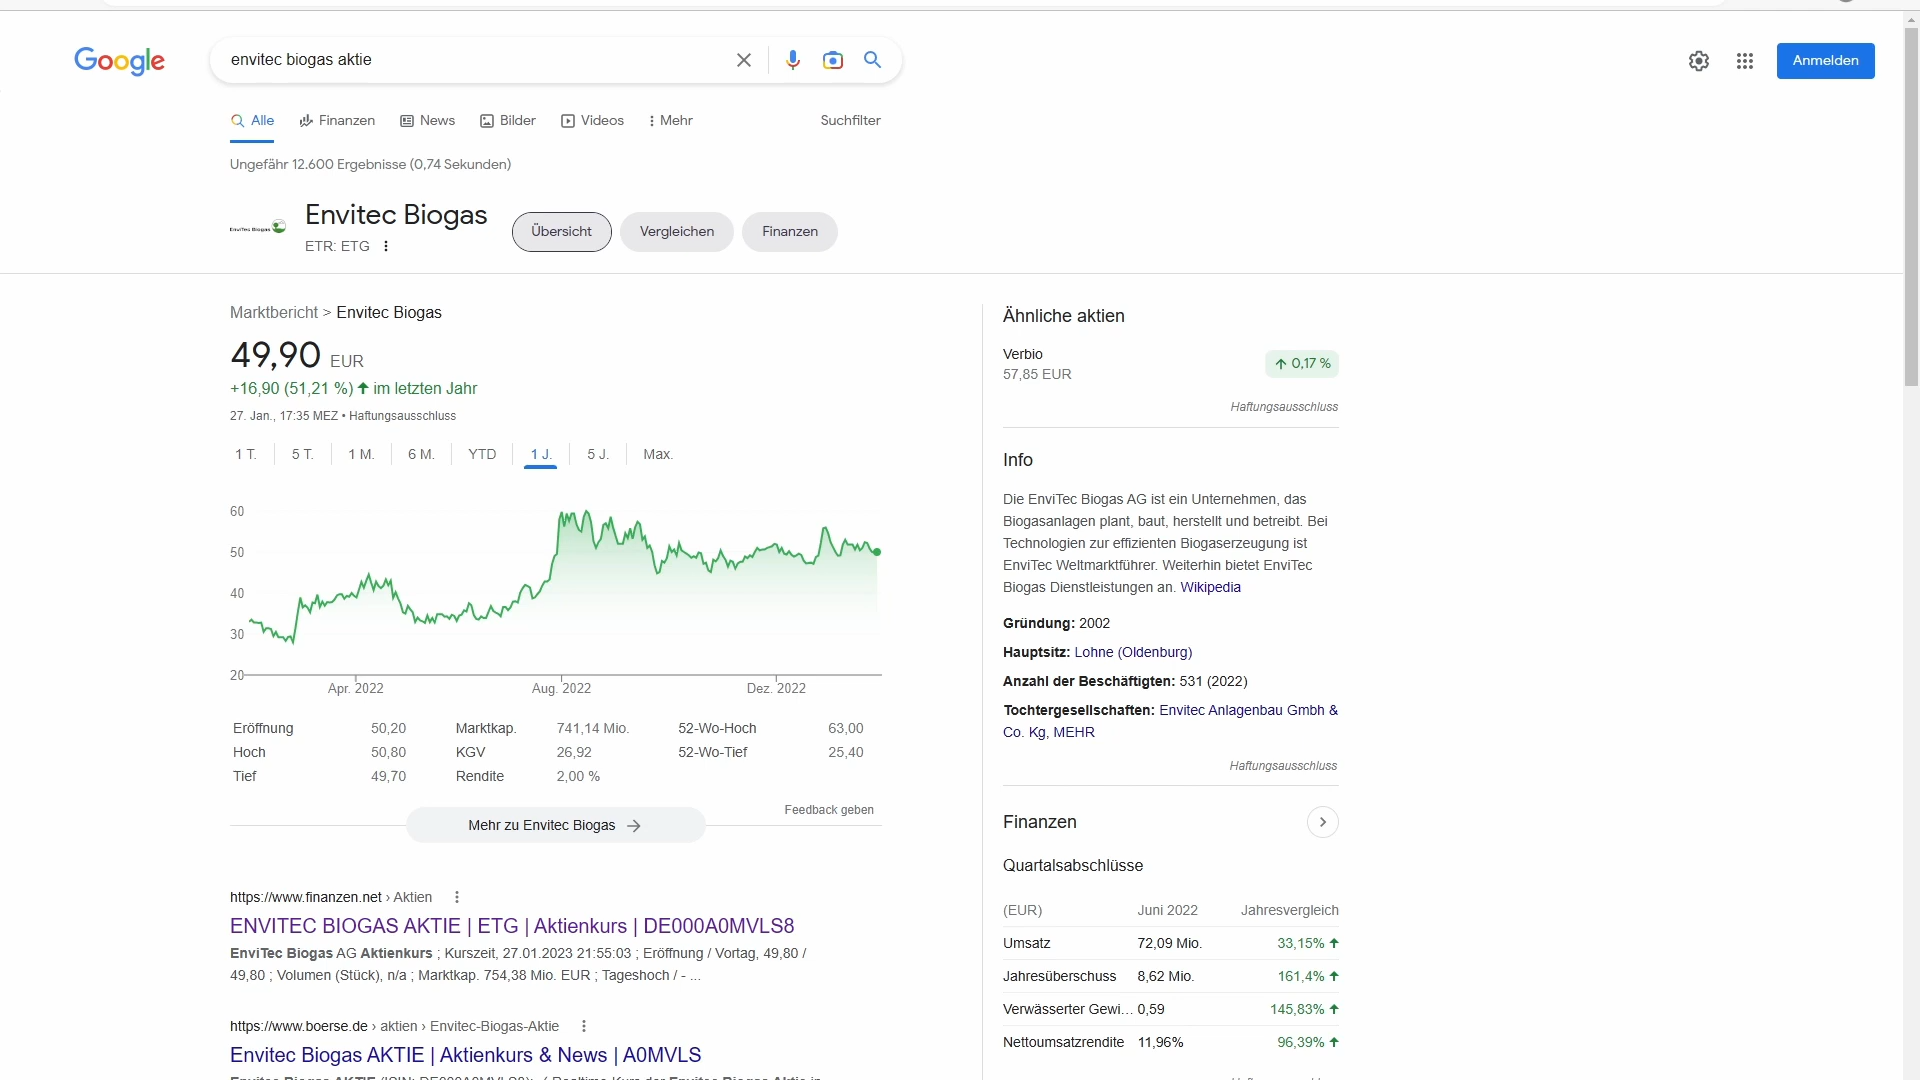 Google
envitec biogas aktie
Anmelden
Alle
Finanzen
News
Bilder
Videos
Mehr
Suchfilter
Ungefähr 12.600 Ergebnisse (0,74 Sekunden)
EnviTec Biogas
Envitec Biogas
ETR: ETG
Übersicht
Vergleichen
Finanzen
Marktbericht > Envitec Biogas
49,90 EUR
+16,90 (51,21 %) im letzten Jahr
27. Jan., 17:35 MEZ • Haftungsausschluss
1 T.
5 T.
1 M.
6 M.
YTD
1 J.
5 J.
Max.
60
50
40
30
20
Apr. 2022
Aug. 2022
Dez. 2022
Eröffnung 50,20 Marktkap. 741,14 Mio. 52-Wo-Hoch 63,00
Hoch 50,80 KGV 26,92 52-Wo-Tief 25,40
Tief 49,70 Rendite 2,00 %
Feedback geben
Mehr zu Envitec Biogas
https://www.finanzen.net › Aktien
ENVITEC BIOGAS AKTIE | ETG | Aktienkurs | DE000A0MVLS8
EnviTec Biogas AG Aktienkurs ; Kurszeit, 27.01.2023 21:55:03 ; Eröffnung / Vortag, 49,80 /
49,80 ; Volumen (Stück), n/a ; Marktkap. 754,38 Mio. EUR ; Tageshoch / - ...
https://www.boerse.de › aktien › Envitec-Biogas-Aktie
Envitec Biogas AKTIE | Aktienkurs & News | A0MVLS
Ähnliche aktien
Verbio
57,85 EUR
0,17 %
Haftungsausschluss
Info
Die EnviTec Biogas AG ist ein Unternehmen, das
Biogasanlagen plant, baut, herstellt und betreibt. Bei
Technologien zur effizienten Biogaserzeugung ist
EnviTec Weltmarktführer. Weiterhin bietet EnviTec
Biogas Dienstleistungen an. Wikipedia
Gründung: 2002
Hauptsitz: Lohne (Oldenburg)
Anzahl der Beschäftigten: 531 (2022)
Tochtergesellschaften: Envitec Anlagenbau Gmbh &
Co. Kg, MEHR
Haftungsausschluss
Finanzen
Quartalsabschlüsse
(EUR) Juni 2022 Jahresvergleich
Umsatz 72,09 Mio. 33,15%
Jahresüberschuss 8,62 Mio. 161,4%
Verwässerter Gewi… 0,59 145,83%
Nettoumsatzrendite 11,96% 96,39%